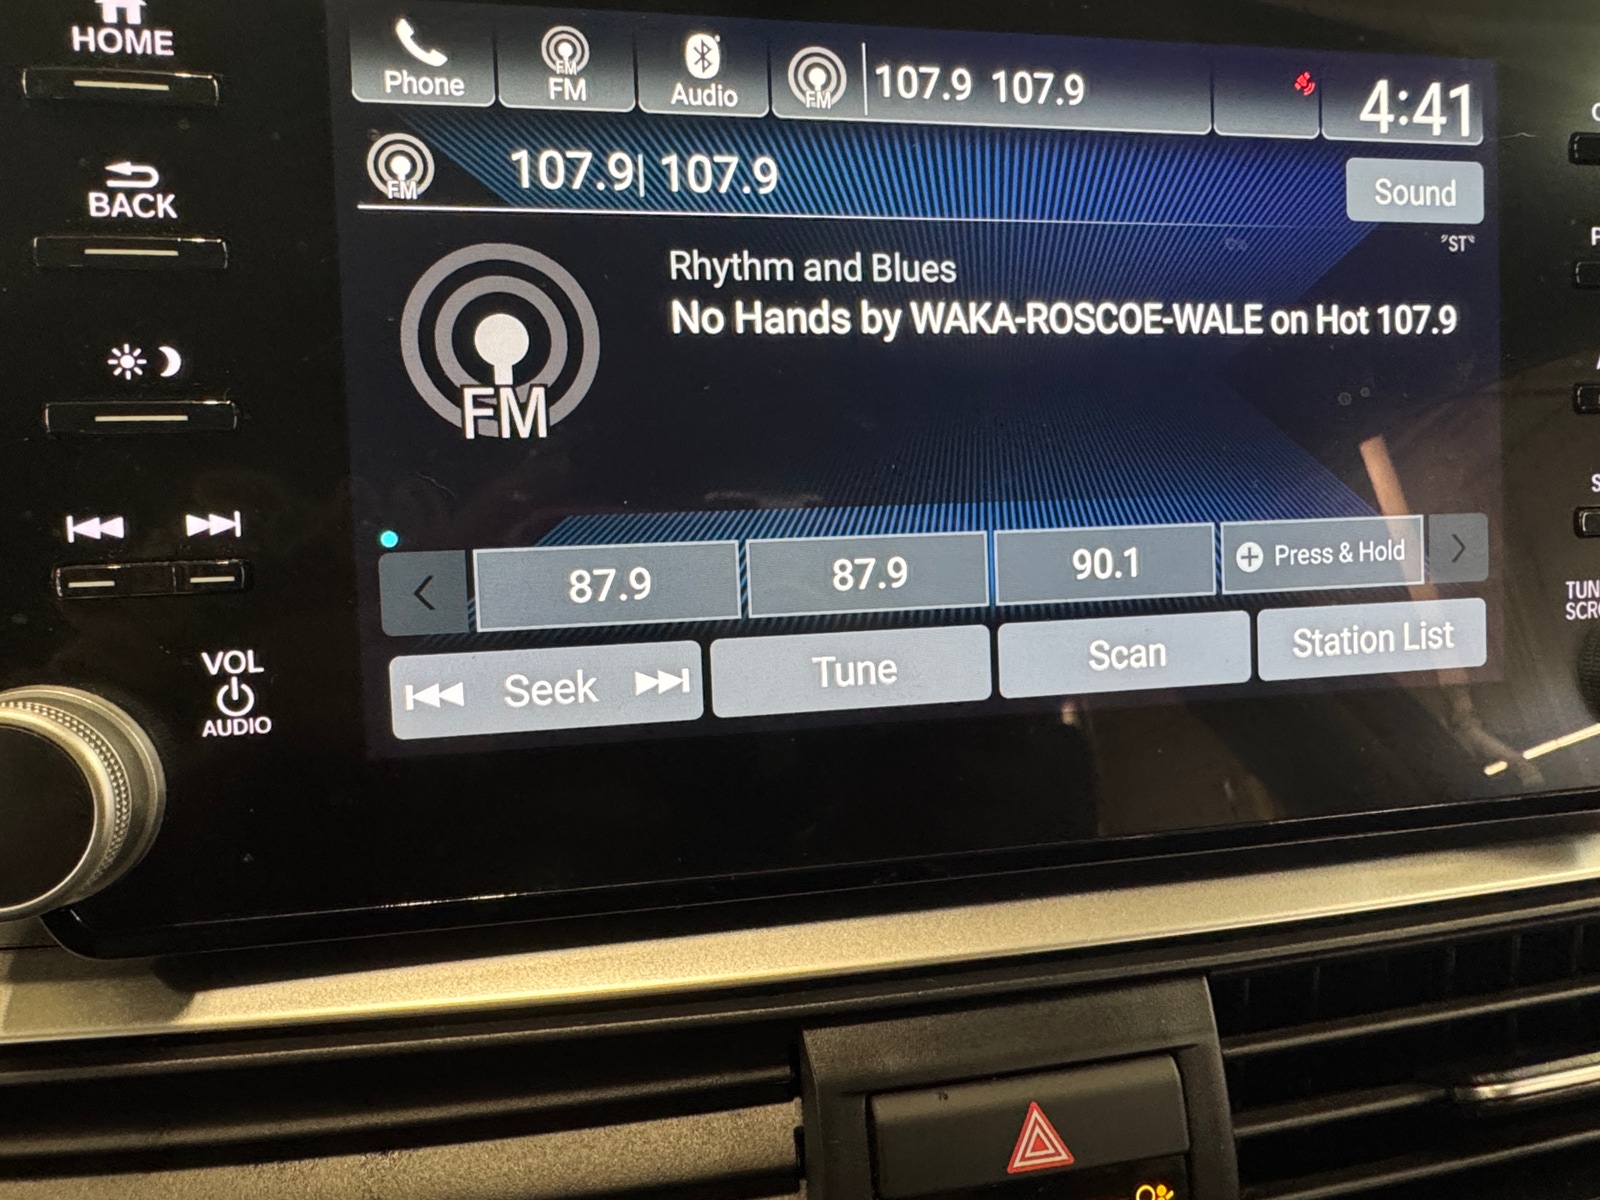 HOME
BACK
VOL
AUDIO
Phone
FM
FM
Audio
FM
107.9 107.9
4:41
FM
107.9| 107.9
Sound
"ST"
Rhythm and Blues
No Hands by WAKA-ROSCOE-WALE on Hot 107.9
FM
87.9
87.9
90.1
Press & Hold
Seek
Tune
Scan
Station List
TUN
SCRO